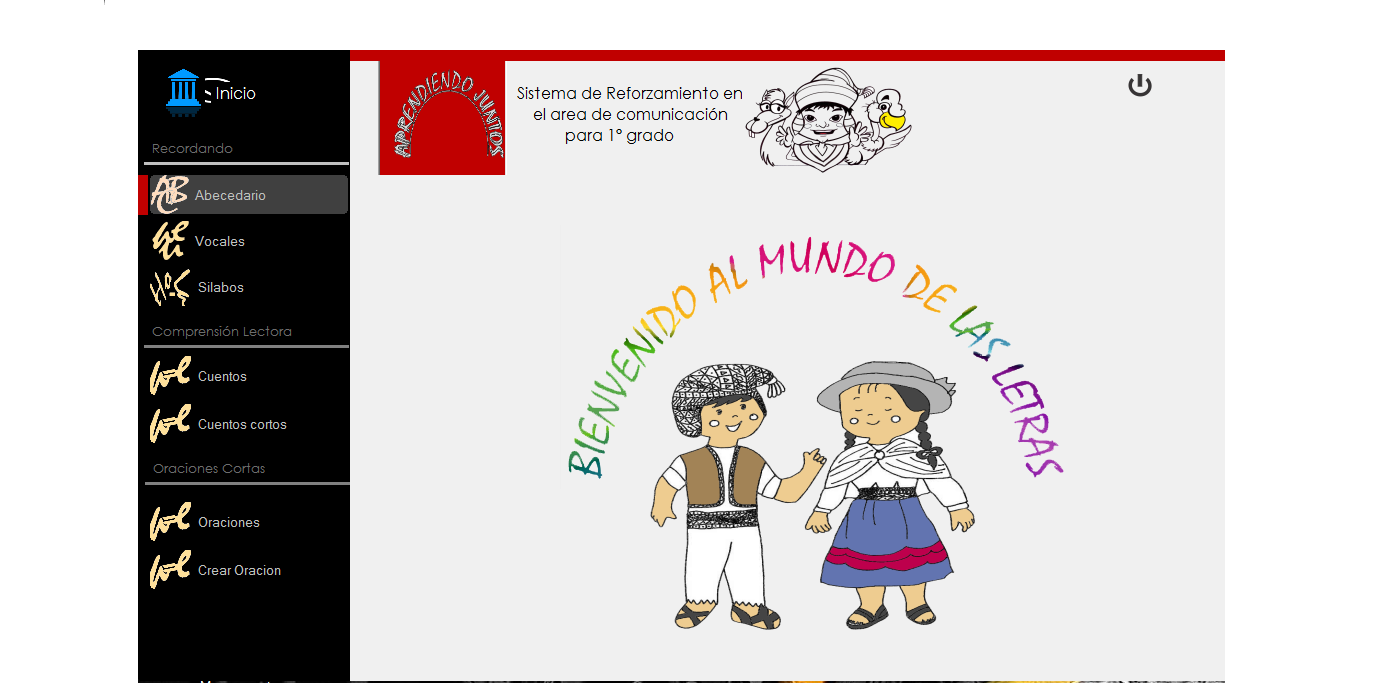 Inicio
Recordando
Abecedario
Vocales
Silabos
Comprensión Lectora
Cuentos
Cuentos cortos
Oraciones Cortas
Oraciones
Crear Oracion
APRENDIENDO JUNTOS
Sistema de Reforzamiento en
el area de comunicación
para 1° grado
BIENVENIDO AL MUNDO DE LAS LETRAS